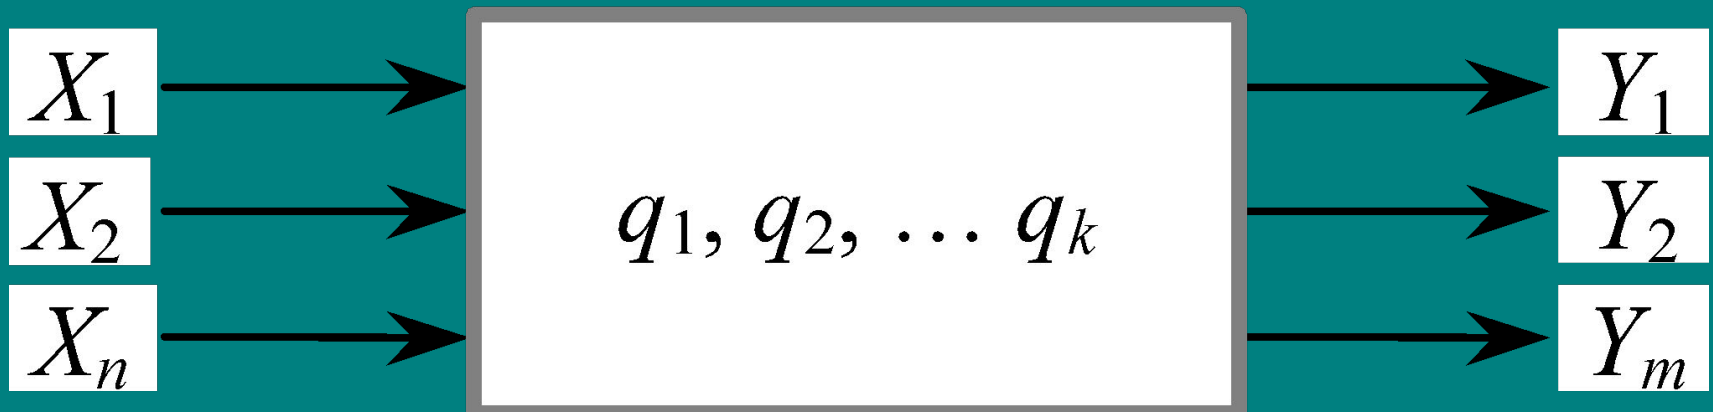 X₁
X₂
Xₙ
q₁, q₂, … qₖ
Y₁
Y₂
Yₘ